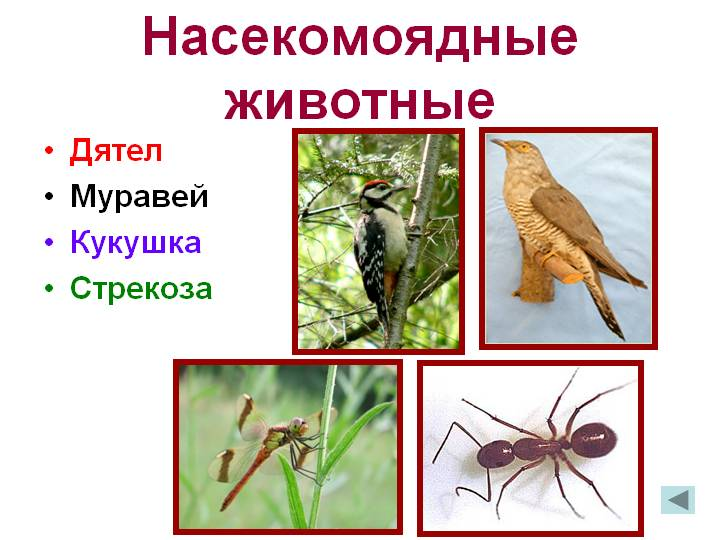 Насекомоядные
животные
• Дятел
• Муравей
• Кукушка
• Стрекоза